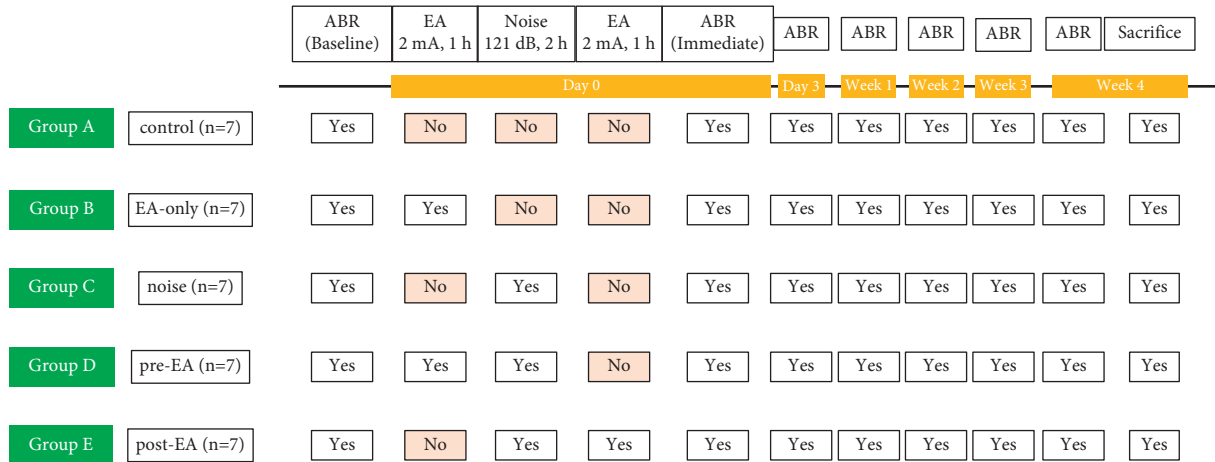 ABR (Baseline)
EA 2 mA, 1 h
Noise 121 dB, 2 h
EA 2 mA, 1 h
ABR (Immediate)
ABR
ABR
ABR
ABR
ABR
Sacrifice
Day 0
Day 3
Week 1
Week 2
Week 3
Week 4
Group A control (n=7) Yes No No No Yes Yes Yes Yes Yes Yes Yes
Group B EA-only (n=7) Yes Yes No No Yes Yes Yes Yes Yes Yes Yes
Group C noise (n=7) Yes No Yes No Yes Yes Yes Yes Yes Yes Yes
Group D pre-EA (n=7) Yes Yes Yes No Yes Yes Yes Yes Yes Yes Yes
Group E post-EA (n=7) Yes No Yes Yes Yes Yes Yes Yes Yes Yes Yes